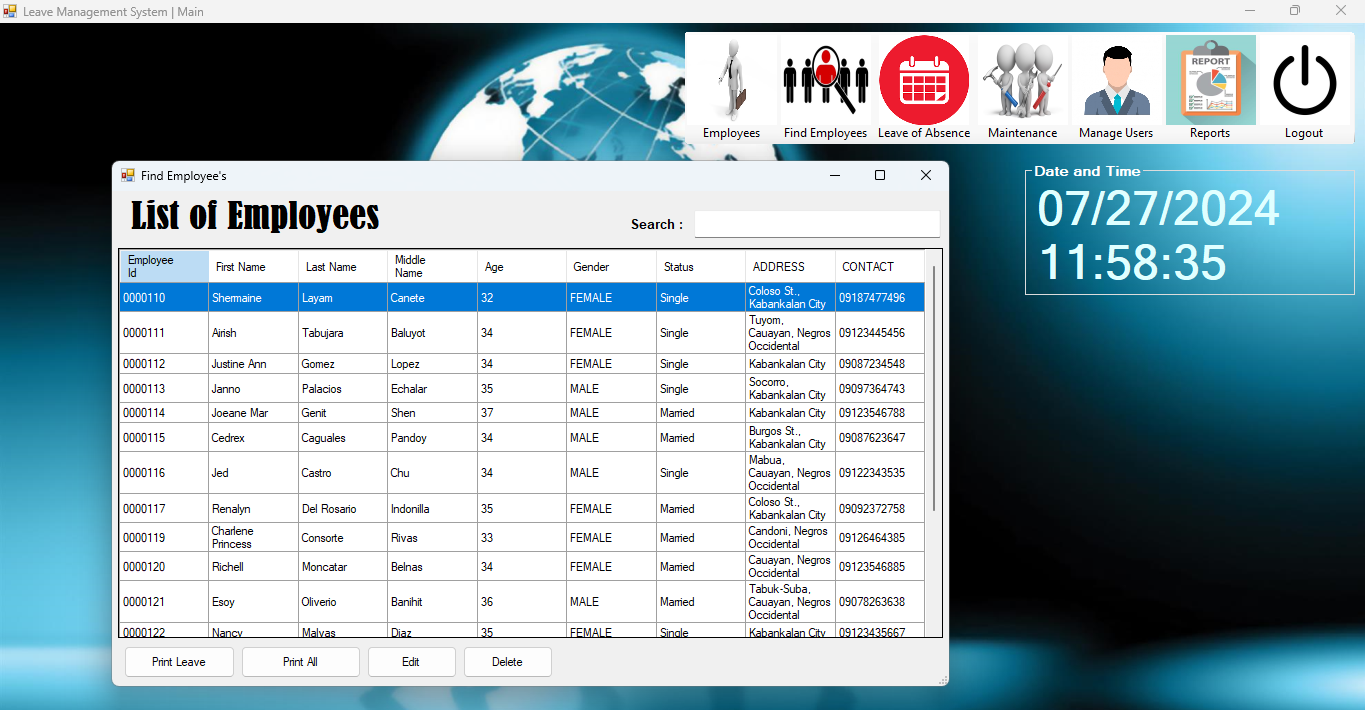 Leave Management System | Main
REPORT
Employees Find Employees Leave of Absence Maintenance Manage Users Reports Logout
Find Employee's
Date and Time
07/27/2024
11:58:35
List of Employees
Search :
Employee Id First Name Last Name Middle Name Age Gender Status ADDRESS CONTACT
0000110 Shermaine Layam Canete 32 FEMALE Single Coloso St., Kabankalan City 09187477496
0000111 Airish Tabujara Baluyot 34 FEMALE Single Tuyom, Cauayan, Negros Occidental 09123445456
0000112 Justine Ann Gomez Lopez 34 FEMALE Single Kabankalan City 09087234548
0000113 Janno Palacios Echalar 35 MALE Single Socorro, Kabankalan City 09097364743
0000114 Joeane Mar Genit Shen 37 MALE Married Kabankalan City 09123546788
0000115 Cedrex Caguales Pandoy 34 MALE Married Burgos St., Kabankalan City 09087623647
0000116 Jed Castro Chu 34 MALE Single Mabua, Cauayan, Negros Occidental 09122343535
0000117 Renalyn Del Rosario Indonilla 35 FEMALE Married Coloso St., Kabankalan City 09092372758
0000119 Charlene Princess Consorte Rivas 33 FEMALE Married Candoni, Negros Occidental 09126464385
0000120 Richell Moncatar Belnas 34 FEMALE Married Cauayan, Negros Occidental 09123546885
0000121 Esoy Oliverio Banihit 36 MALE Married Tabuk-Suba, Cauayan, Negros Occidental 09078263638
0000122 Nancy Malvas Diaz 35 FEMALE Single Kabankalan City 09123435667
Print Leave Print All Edit Delete